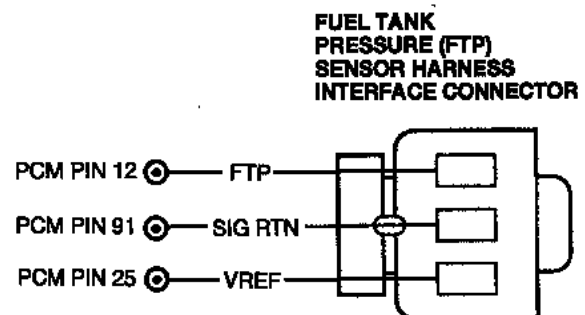 FUEL TANK
PRESSURE (FTP)
SENSOR HARNESS
INTERFACE CONNECTOR
PCM PIN 12 FTP
PCM PIN 91 SIG RTN
PCM PIN 25 VREF